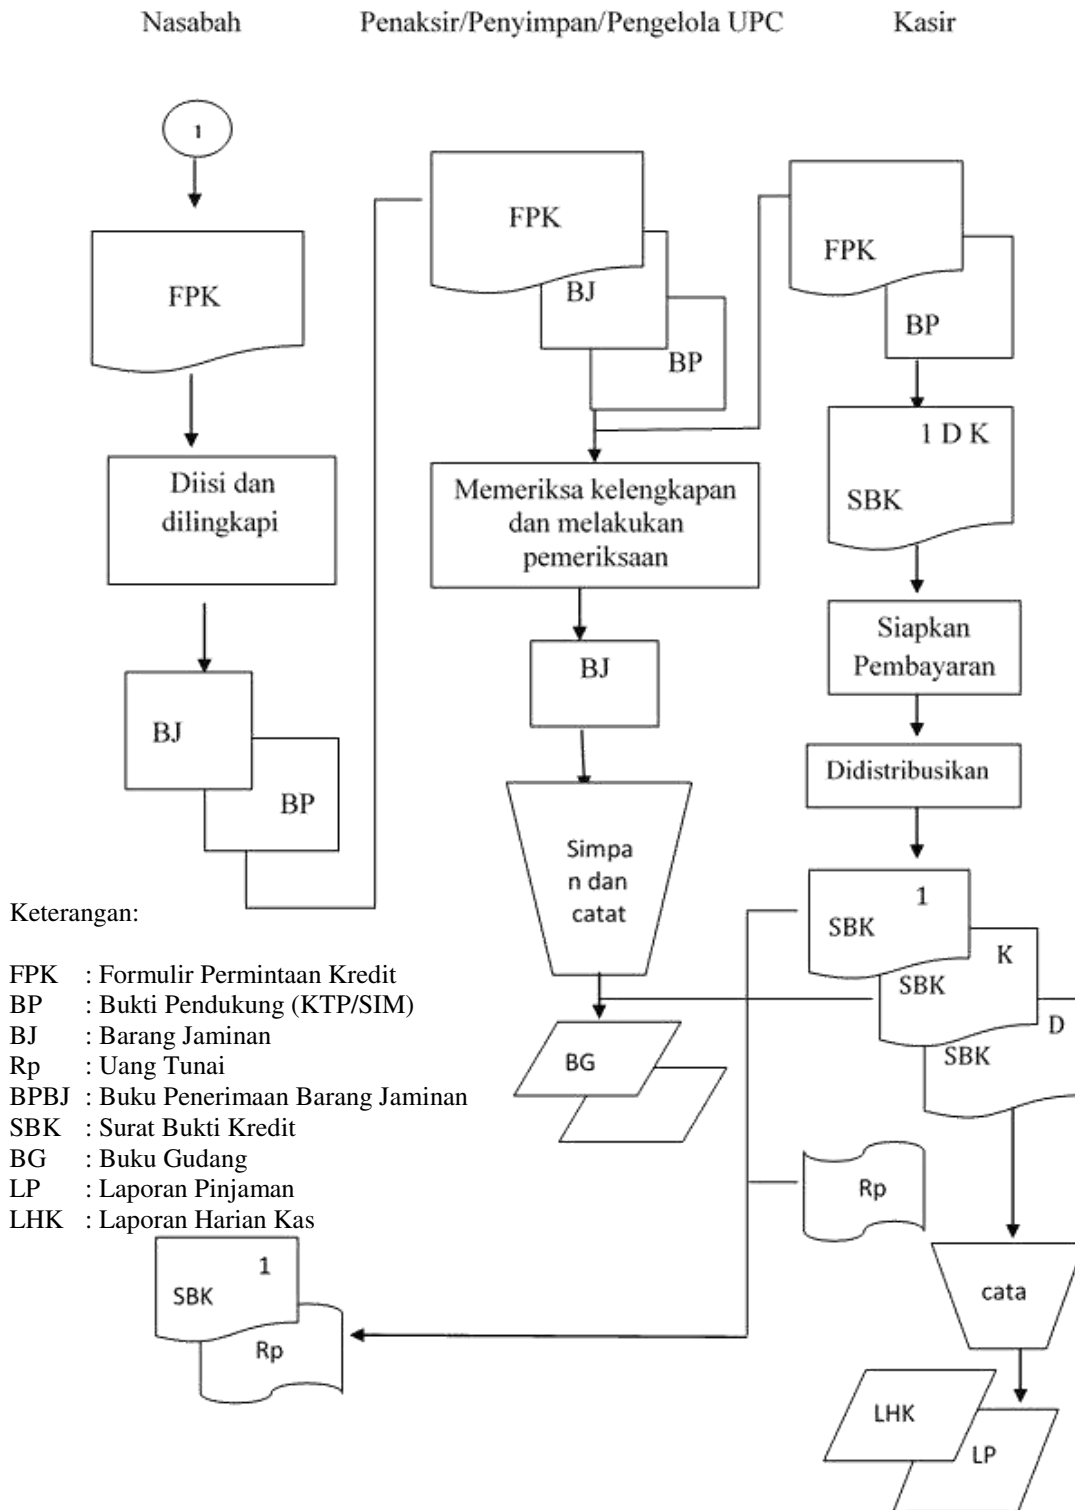 Nasabah
Penaksir/Penyimpan/Pengelola UPC
Kasir
1
FPK
Diisi dan
dilingkapi
BJ
BP
FPK
BJ
BP
Memeriksa kelengkapan
dan melakukan
pemeriksaan
BJ
Simpa
n dan
catat
BG
FPK
BP
1 D K
SBK
Siapkan
Pembayaran
Didistribusikan
1
SBK
K
SBK
D
SBK
Rp
cata
LHK
LP
Keterangan:
FPK : Formulir Permintaan Kredit
BP : Bukti Pendukung (KTP/SIM)
BJ : Barang Jaminan
Rp : Uang Tunai
BPBJ : Buku Penerimaan Barang Jaminan
SBK : Surat Bukti Kredit
BG : Buku Gudang
LP : Laporan Pinjaman
LHK : Laporan Harian Kas
1
SBK
Rp